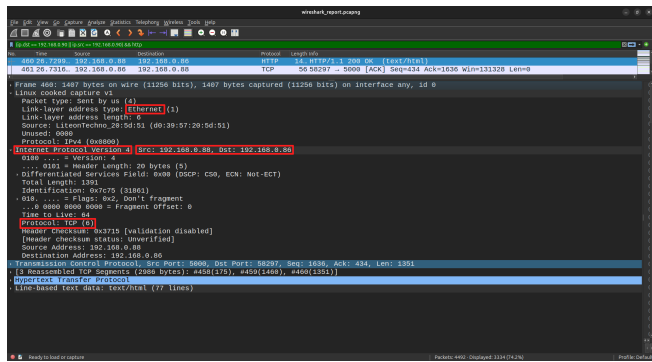 wireshark_report.pcapng
File Edit View Go Capture Analyze Statistics Telephony Wireless Tools Help
No. Time Source Destination Protocol Length Info
460 26.7299… 192.168.0.88 192.168.0.86 HTTP 14… HTTP/1.1 200 OK (text/html)
461 26.7316… 192.168.0.86 192.168.0.88 TCP 56 58297 → 5000 [ACK] Seq=434 Ack=1636 Win=131328 Len=0
Frame 460: 1407 bytes on wire (11256 bits), 1407 bytes captured (11256 bits) on interface any, id 0
Linux cooked capture v1
Packet type: Sent by us (4)
Link-layer address type: Ethernet (1)
Link-layer address length: 6
Source: LiteonTechno_20:5d:51 (d0:39:57:20:5d:51)
Unused: 0000
Protocol: IPv4 (0x0800)
Internet Protocol Version 4, Src: 192.168.0.88, Dst: 192.168.0.86
0100 .... = Version: 4
.... 0101 = Header Length: 20 bytes (5)
Differentiated Services Field: 0x00 (DSCP: CS0, ECN: Not-ECT)
Total Length: 1391
Identification: 0x7c75 (31861)
010. .... = Flags: 0x2, Don't fragment
...0 0000 0000 0000 = Fragment Offset: 0
Time to Live: 64
Protocol: TCP (6)
Header Checksum: 0x3715 [validation disabled]
[Header checksum status: Unverified]
Source Address: 192.168.0.88
Destination Address: 192.168.0.86
Transmission Control Protocol, Src Port: 5000, Dst Port: 58297, Seq: 1636, Ack: 434, Len: 1351
[3 Reassembled TCP Segments (2986 bytes): #458(175), #459(1460), #460(1351)]
Hypertext Transfer Protocol
Line-based text data: text/html (77 lines)
Ready to load or capture
Packets: 4492 · Displayed: 3334 (74.2%)
Profile: Default